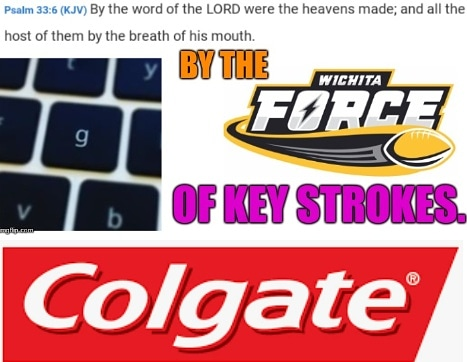 Psalm 33:6 (KJV) By the word of the LORD were the heavens made; and all the
host of them by the breath of his mouth.
t y
BY THE
WICHITA
FORCE
g
OF KEY STROKES.
v b
imgflip.com
Colgate®